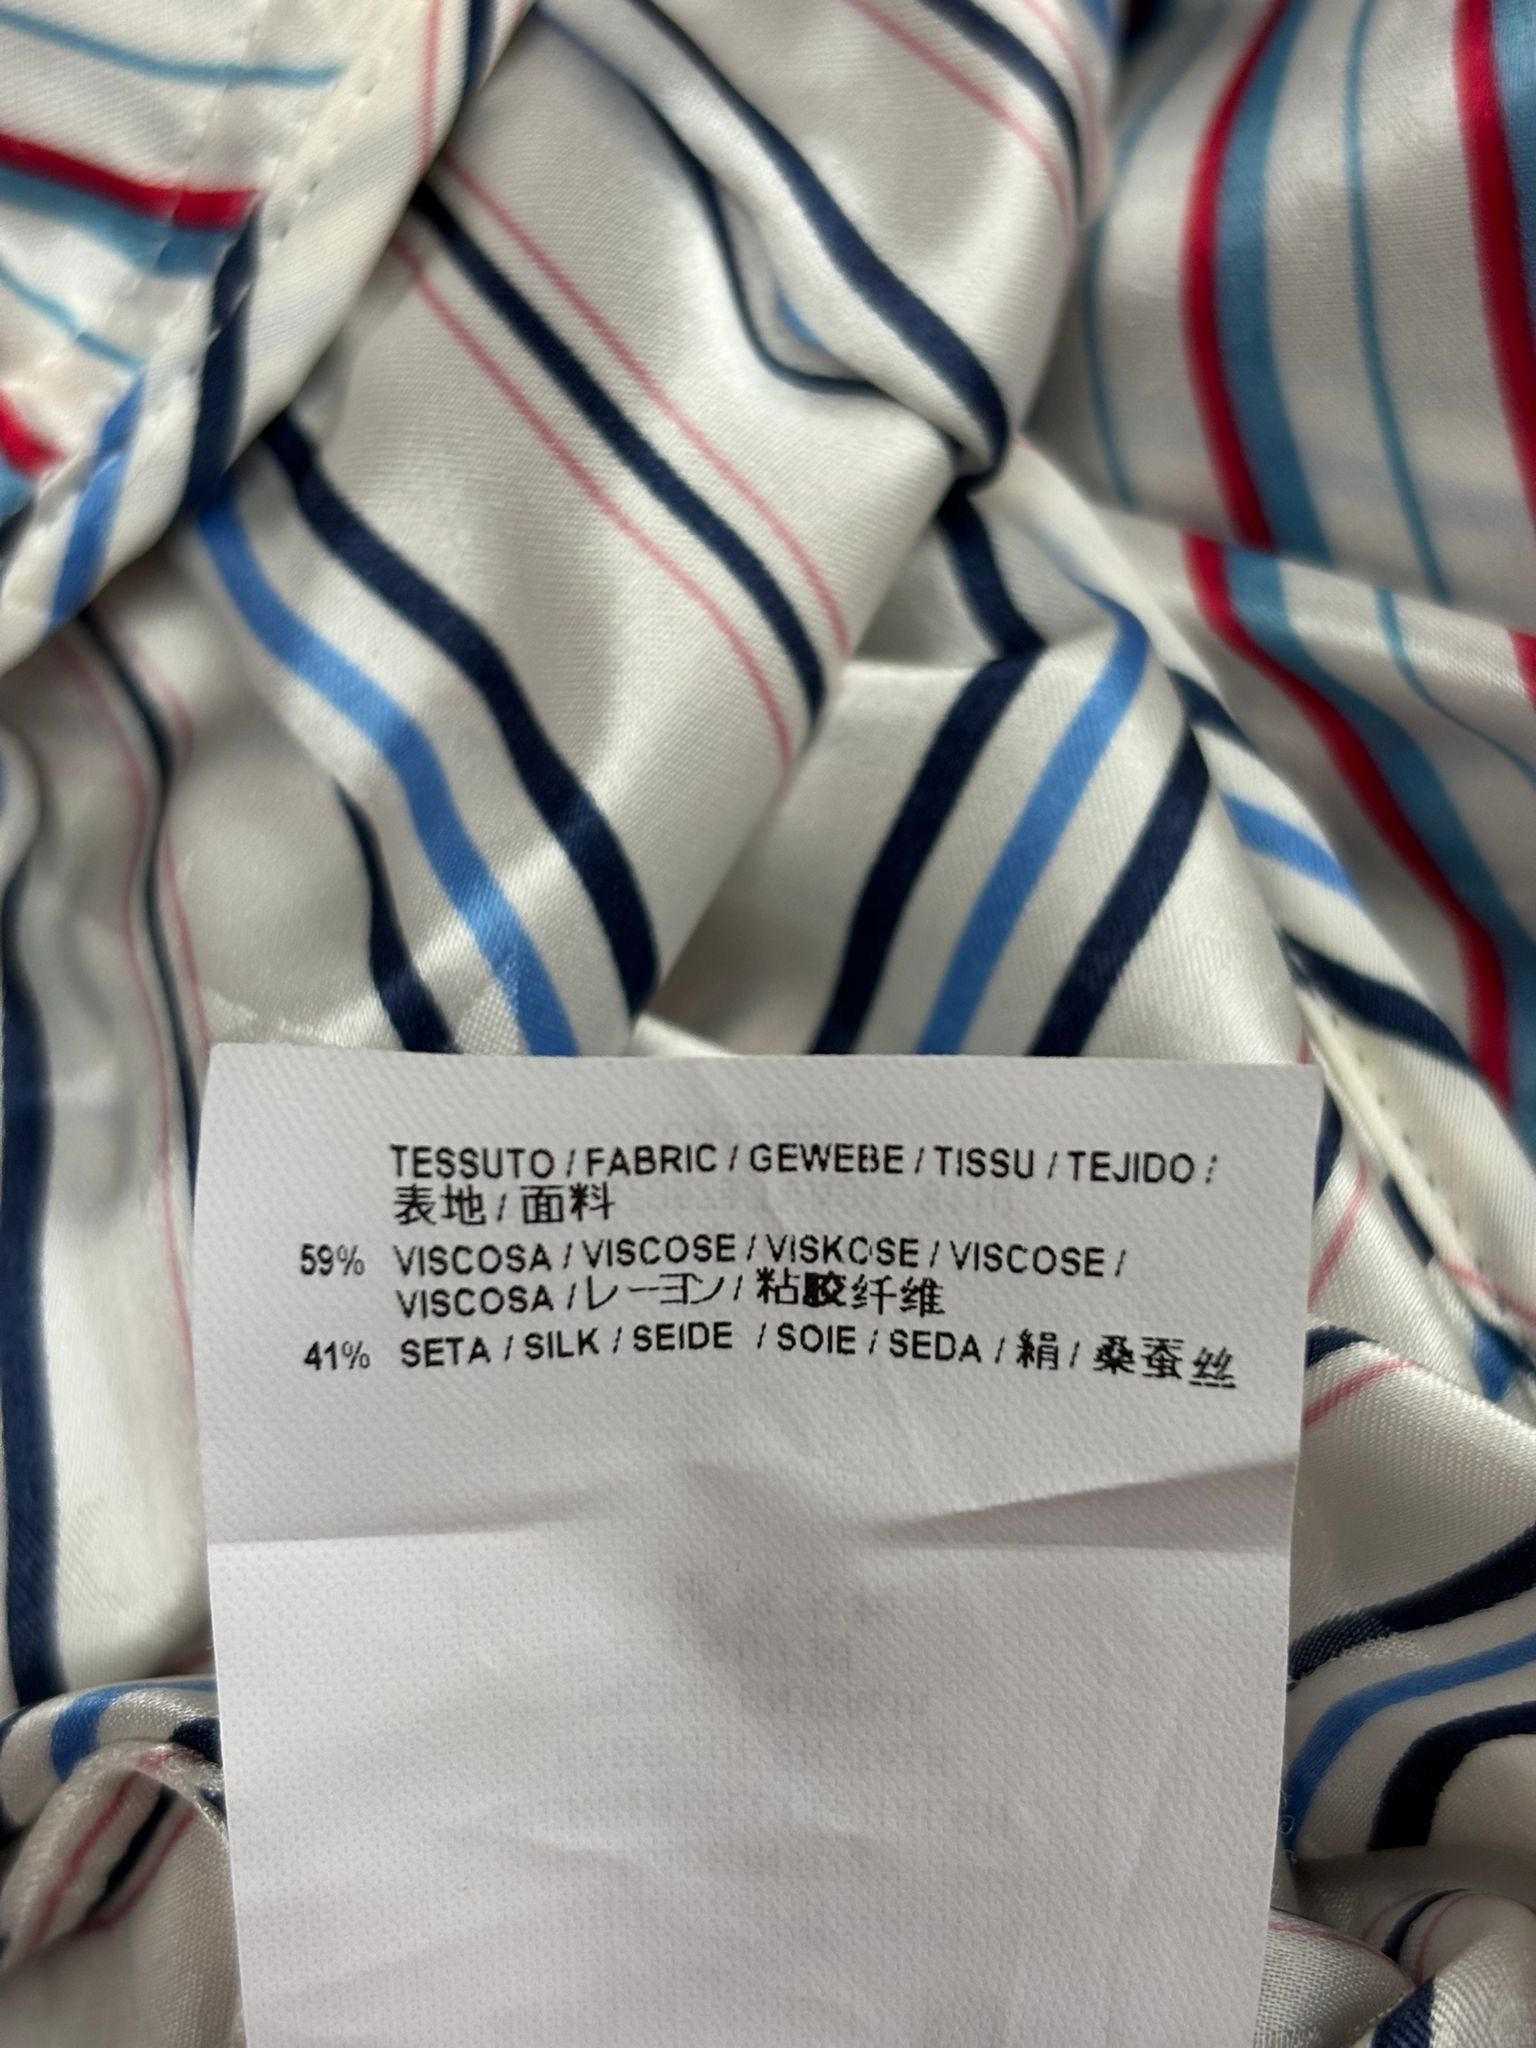 TESSUTO / FABRIC / GEWEBE / TISSU / TEJIDO /
表地 / 面料
59% VISCOSA / VISCOSE / VISKOSE / VISCOSE /
VISCOSA / レーヨン / 粘胶纤维
41% SETA / SILK / SEIDE / SOIE / SEDA / 絹 / 桑蚕丝